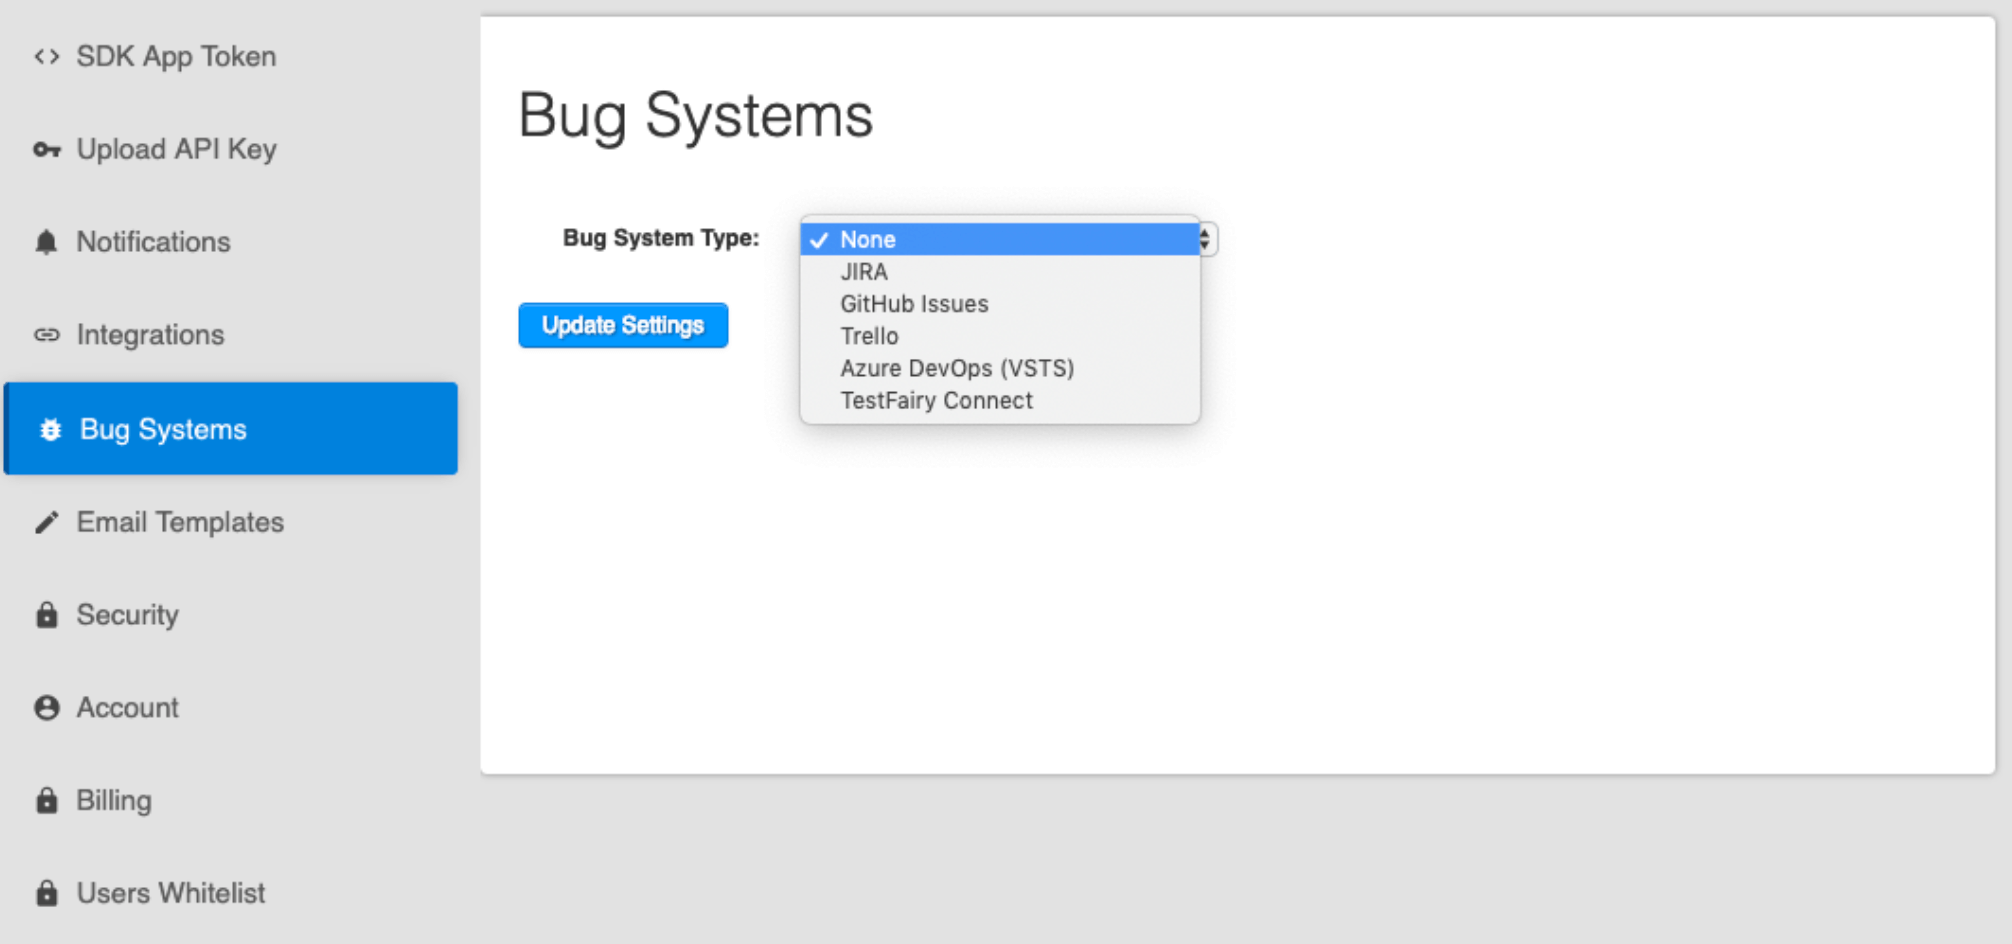 SDK App Token
Upload API Key
Notifications
Integrations
Bug Systems
Email Templates
Security
Account
Billing
Users Whitelist
Bug Systems
Bug System Type:
None
JIRA
GitHub Issues
Trello
Azure DevOps (VSTS)
TestFairy Connect
Update Settings